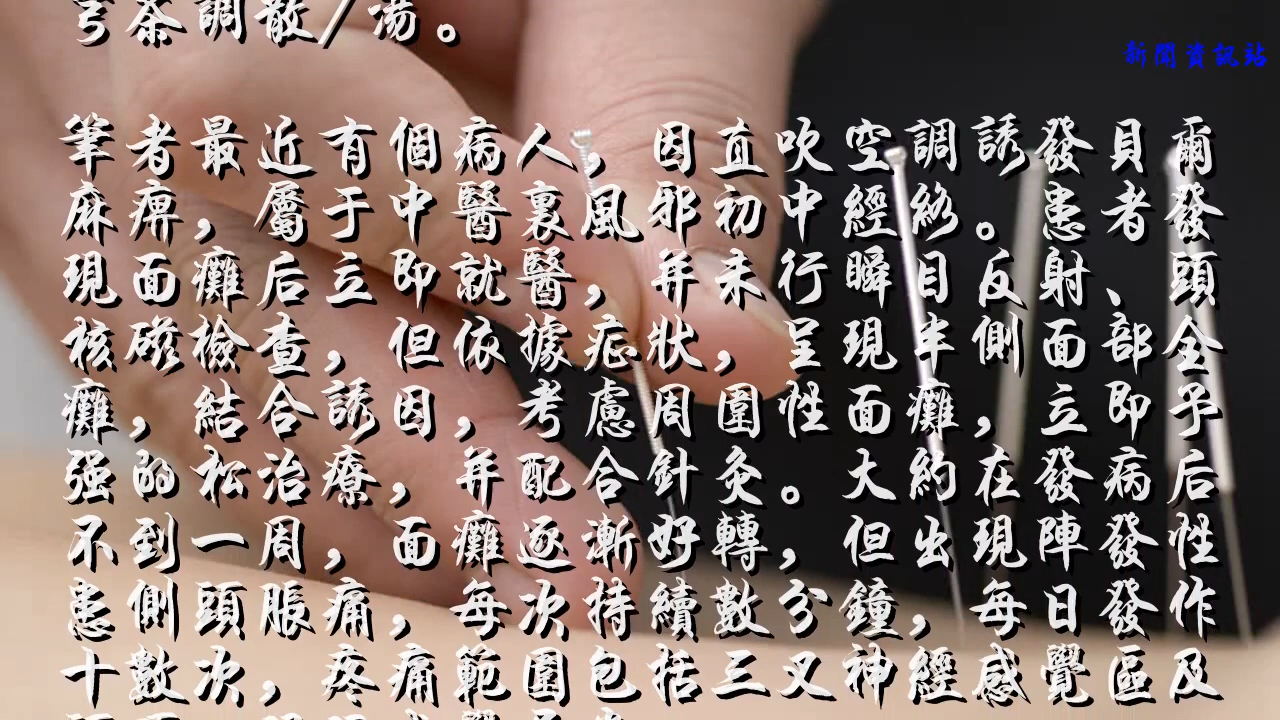 芎茶調散/湯。
新聞資訊站
筆者最近有個病人，因直吹空調誘發貝爾
麻痹，屬于中醫裏風邪初中經絡。患者發
現面癱后立即就醫，并未行瞬目反射、頭
核磁檢查，但依據症狀，呈現半側面部全
癱，結合誘因，考慮周圍性面癱，立即予
强的松治療，并配合針灸。大約在發病后
不到一周，面癱逐漸好轉，但出現陣發性
患側頭脹痛，每次持續數分鐘，每日發作
十數次，疼痛範圍包括三叉神經感覺區及